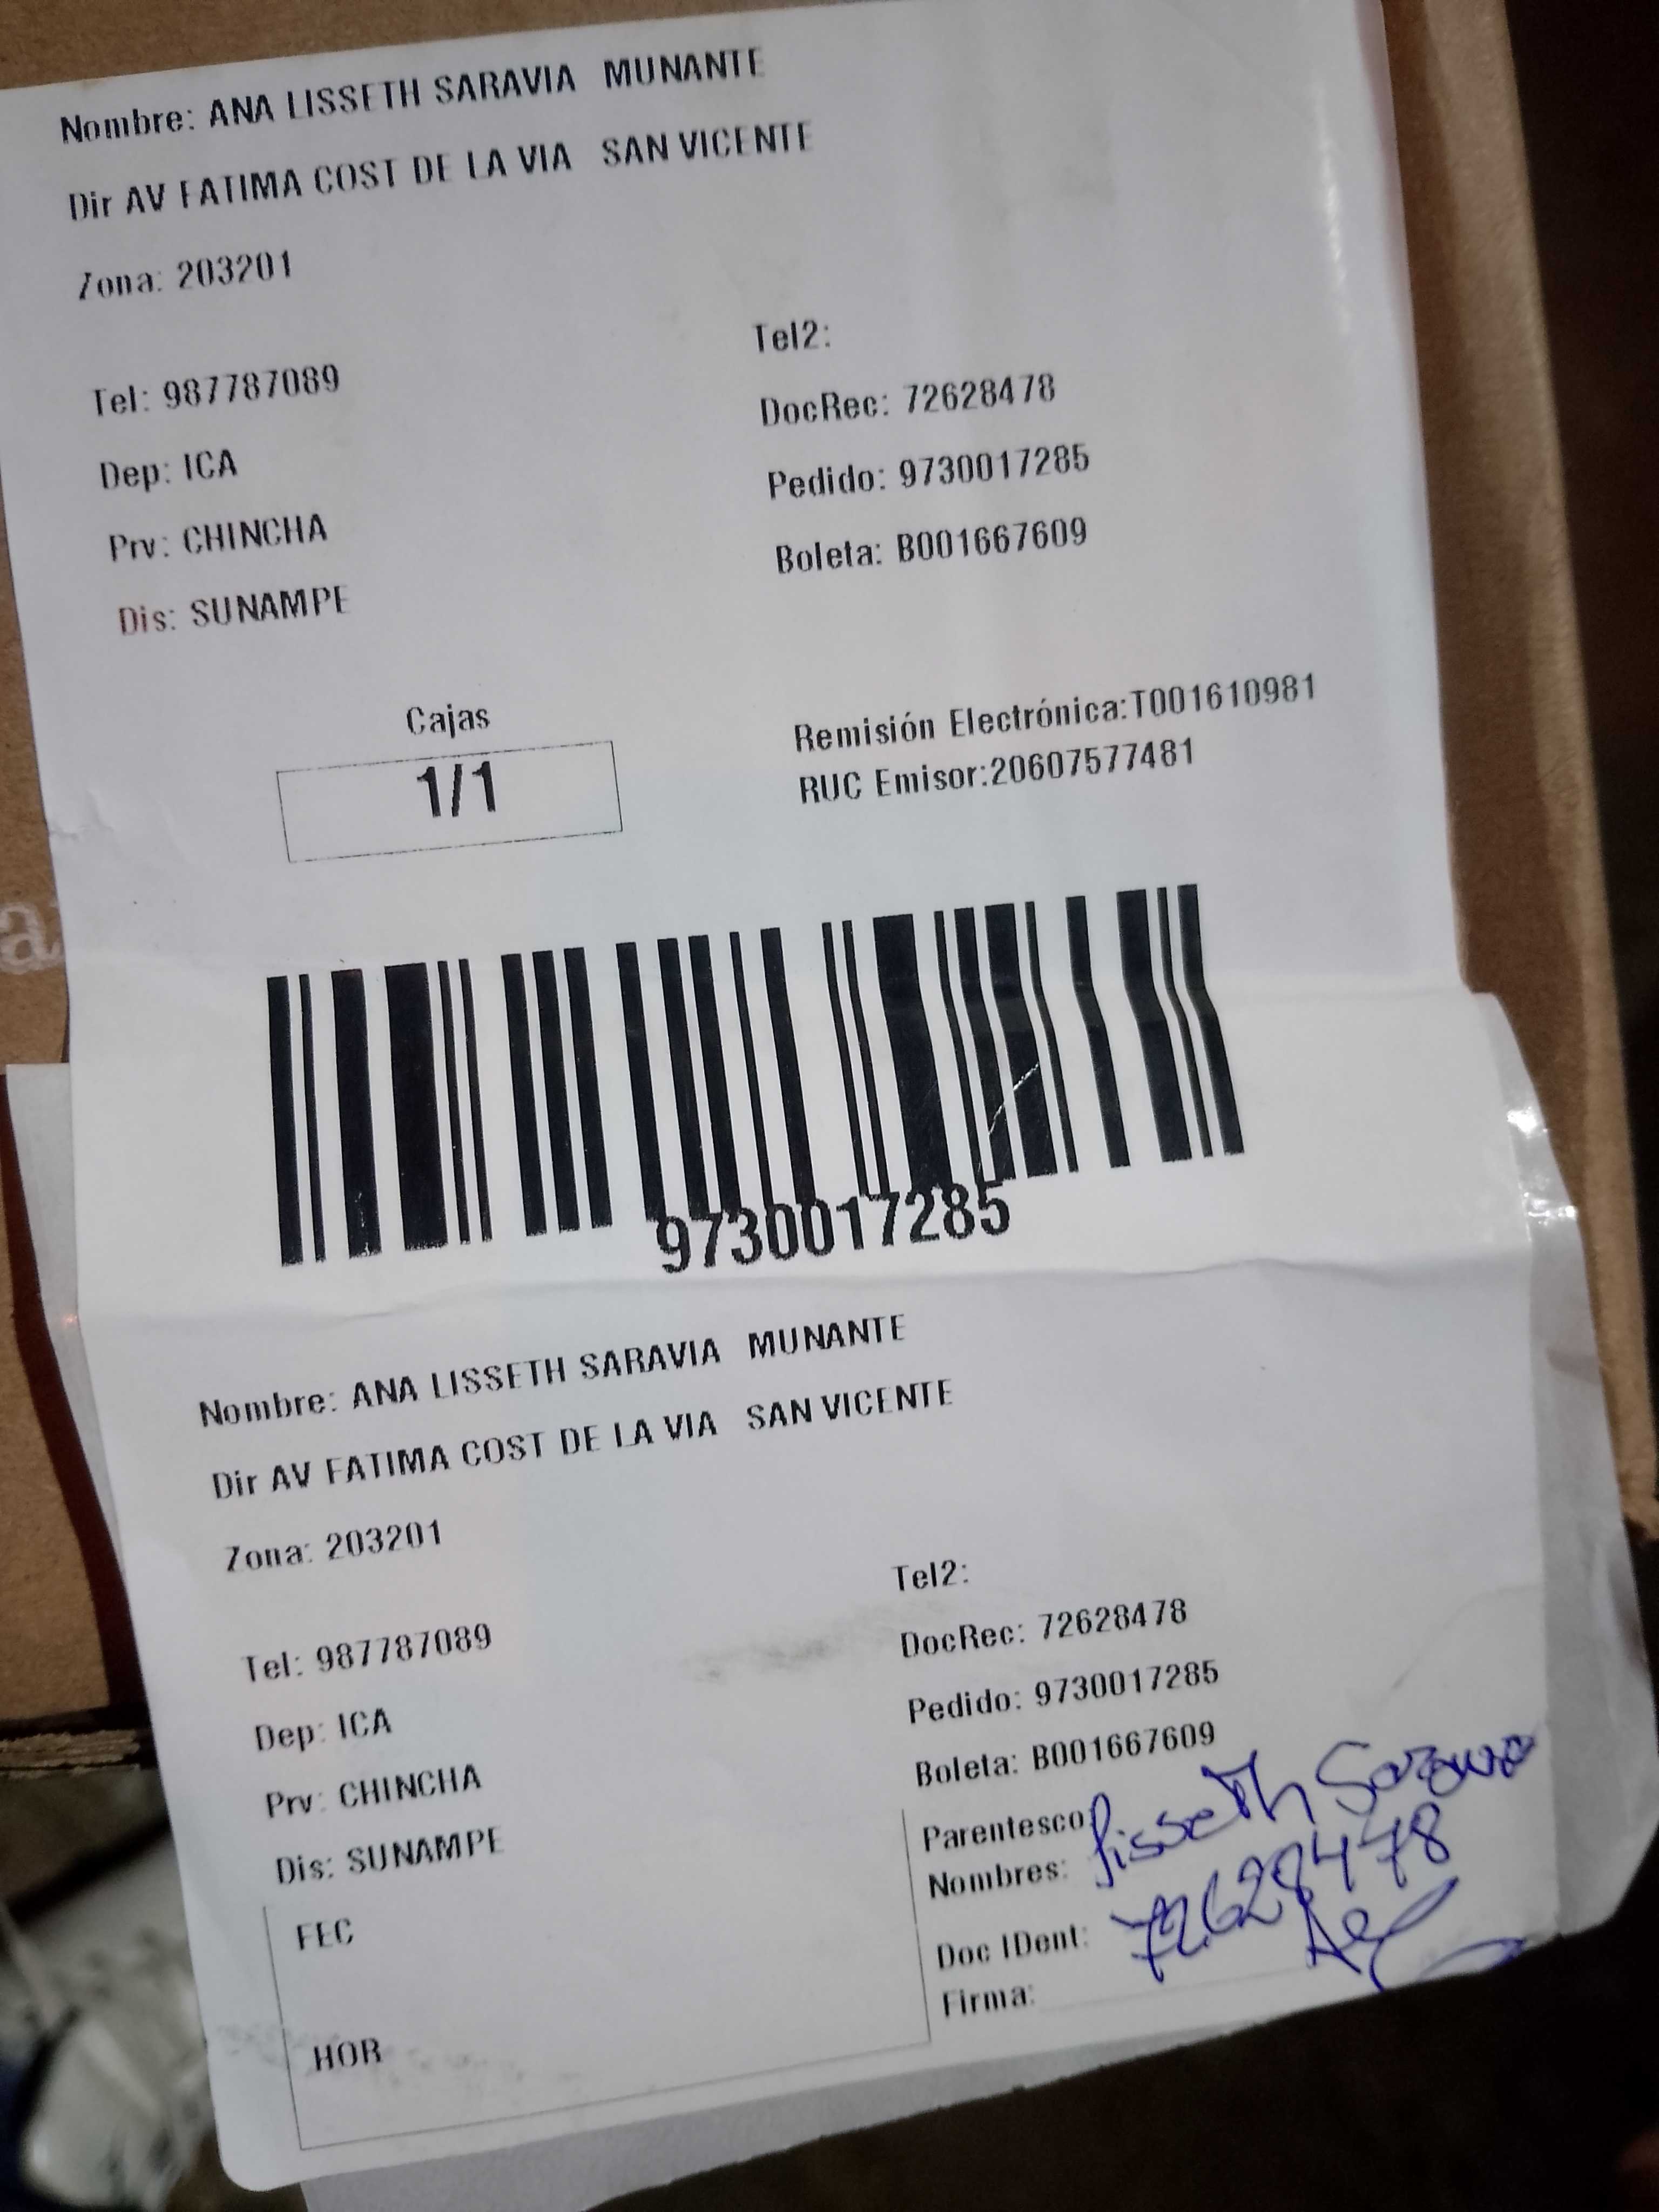 Nombre: ANA LISSETH SARAVIA MUNANTE
Dir AV FATIMA COST DE LA VIA SAN VICENTE
Zona: 203201
Tel2:
Tel: 987787089
DocRec: 72628478
Dep: ICA
Pedido: 9730017285
Prv: CHINCHA
Boleta: B001667609
Dis: SUNAMPE
Cajas
1/1
Remisión Electrónica:T001610981
RUC Emisor:20607577481
9730017285
Nombre: ANA LISSETH SARAVIA MUNANTE
Dir AV FATIMA COST DE LA VIA SAN VICENTE
Zona: 203201
Tel2:
Tel: 987787089
DocRec: 72628478
Dep: ICA
Pedido: 9730017285
Prv: CHINCHA
Boleta: B001667609
Dis: SUNAMPE
Parentesco:
Nombres: Lisseth Saravia
Doc IDent: 72628478
Firma:
FEC
HOR